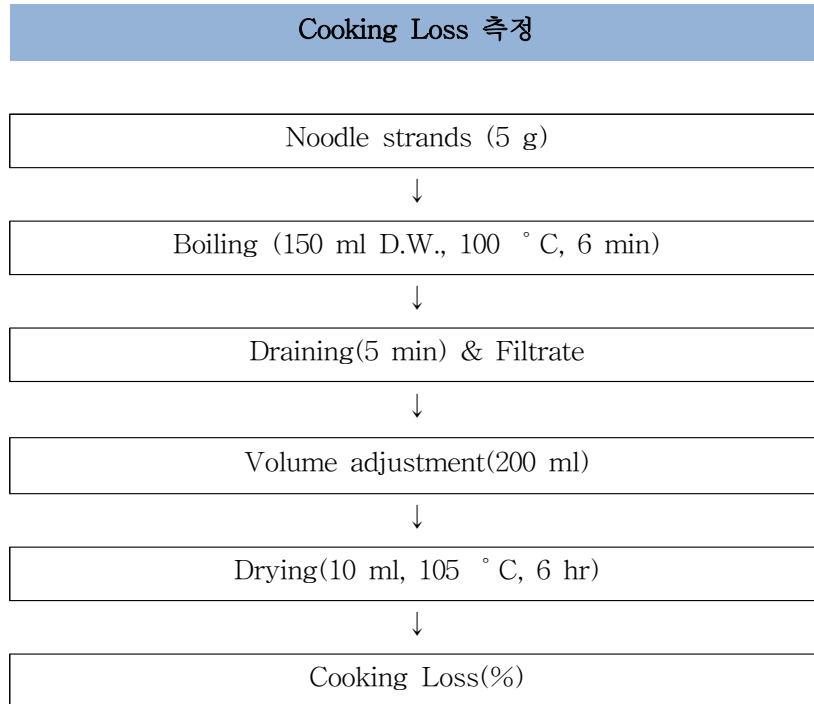 Cooking Loss 측정
Noodle strands (5 g)
↓
Boiling (150 ml D.W., 100 °C, 6 min)
↓
Draining(5 min) & Filtrate
↓
Volume adjustment(200 ml)
↓
Drying(10 ml, 105 °C, 6 hr)
↓
Cooking Loss(%)